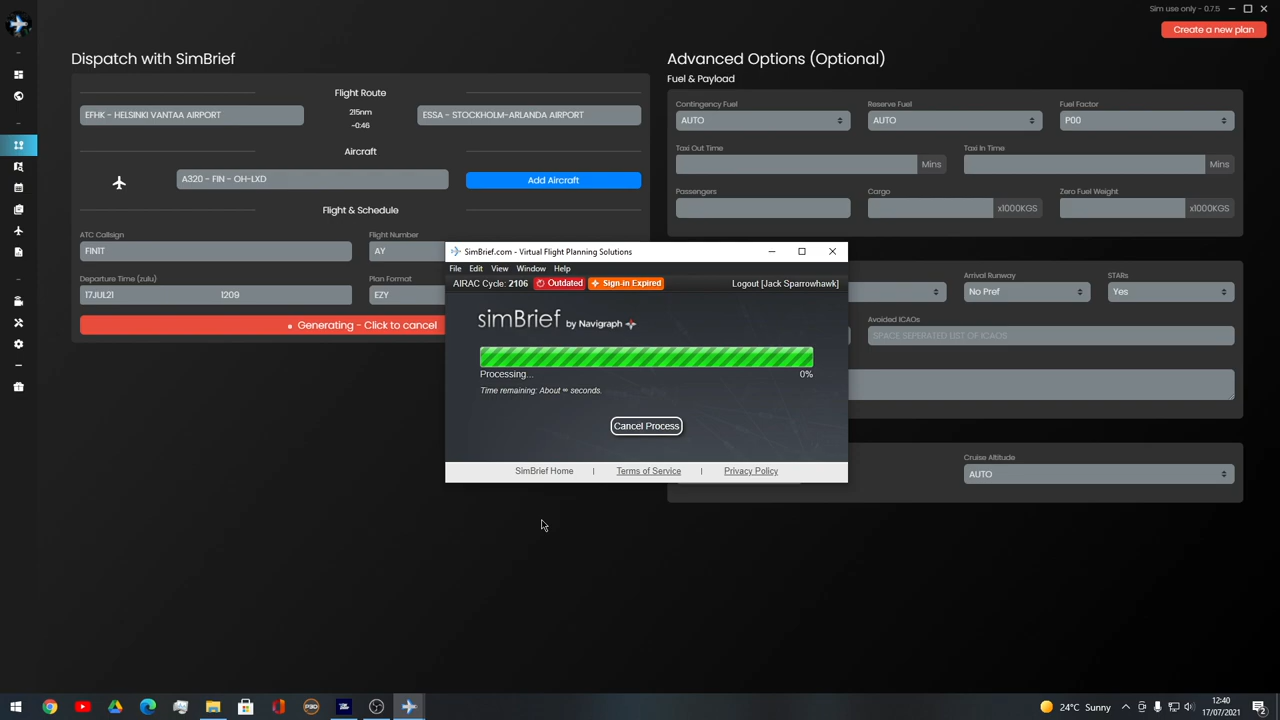 Sim use only - 0.7.5
Create a new plan
Dispatch with SimBrief
Flight Route
EFHK - HELSINKI VANTAA AIRPORT
215nm
~0:46
ESSA - STOCKHOLM-ARLANDA AIRPORT
Aircraft
A320 - FIN - OH-LXD
Add Aircraft
Flight & Schedule
ATC Callsign
FIN1T
Flight Number
AY
Departure Time (zulu)
17JUL21
1209
Plan Format
EZY
Generating - Click to cancel
Advanced Options (Optional)
Fuel & Payload
Contingency Fuel
AUTO
Reserve Fuel
AUTO
Fuel Factor
P00
Taxi Out Time
Mins
Taxi In Time
Mins
Passengers
Cargo
x1000KGS
Zero Fuel Weight
x1000KGS
Arrival Runway
No Pref
STARs
Yes
Avoided ICAOs
SPACE SEPERATED LIST OF ICAOS
Cruise Altitude
AUTO
SimBrief.com - Virtual Flight Planning Solutions
File Edit View Window Help
AIRAC Cycle: 2106 Outdated Sign-in Expired Logout [Jack Sparrowhawk]
simBrief by Navigraph
Processing... 0%
Time remaining: About ∞ seconds.
Cancel Process
SimBrief Home | Terms of Service | Privacy Policy
24°C Sunny
12:40
17/07/2021
2